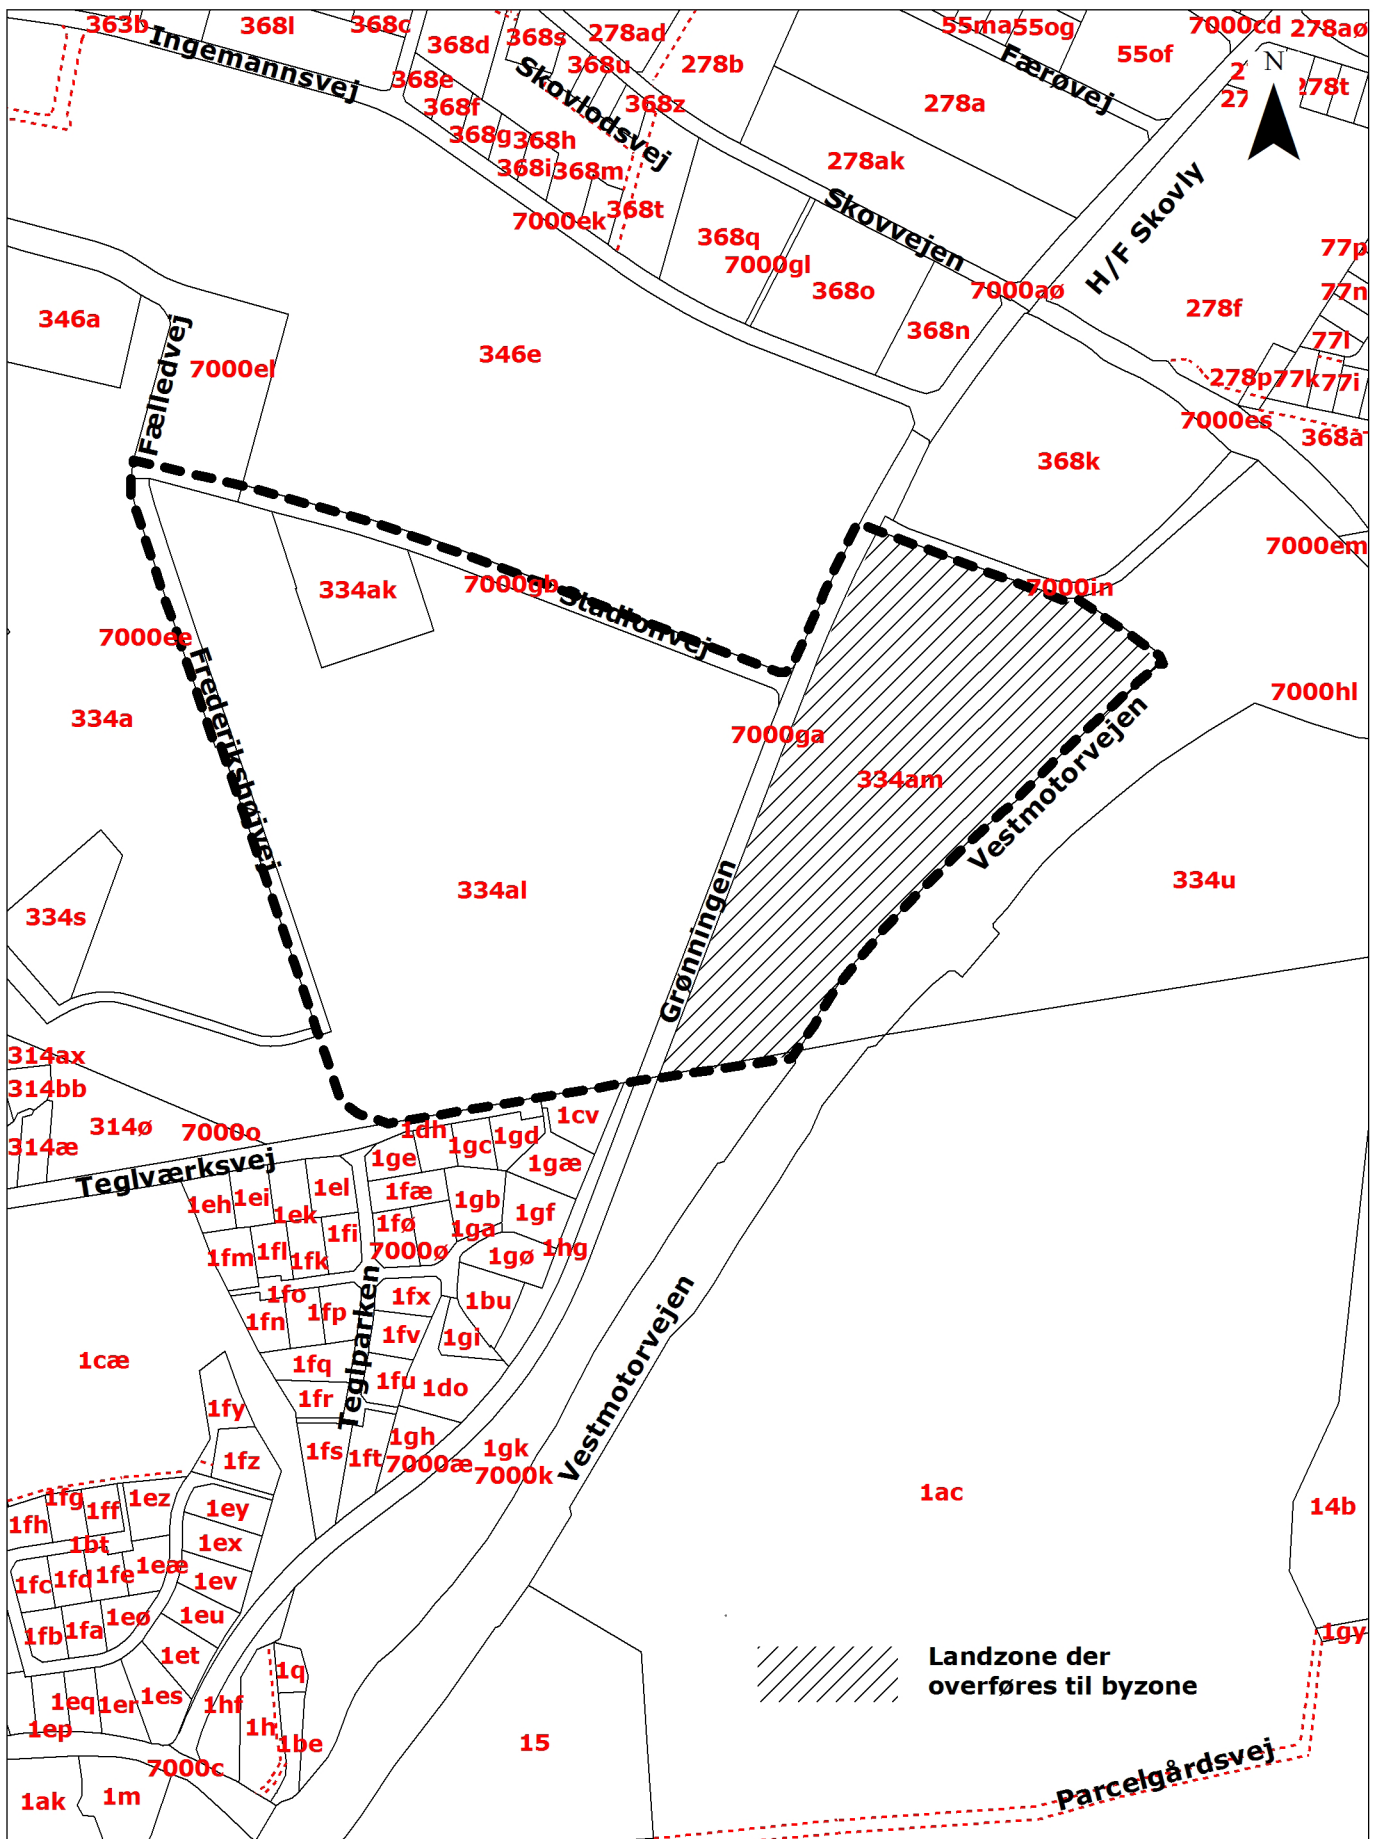 363b
368l
368c
368d
368s
278ad
278b
55ma
55og
7000cd
278aø
55of
Ingemannsvej
Færøvej
N
278t
27
368e
368u
Skovlodsvej
368z
278a
368f
368g
368h
368i
368m
278ak
H/F Skovly
7000ek
368t
Skovvejen
368q
7000gl
368o
7000aø
77p
77n
278f
346a
368n
77l
Fælledvej
7000el
346e
278p
77k
77i
7000es
368a
368k
7000em
334ak
7000gb
Stadionvej
7000in
7000ee
Frederikshøjvej
334a
7000hl
7000ga
334am
Vestmotorvejen
334al
334u
334s
Grønningen
314ax
314bb
314ø
7000o
314æ
Teglværksvej
1cv
1dh
1gc
1gd
1gæ
1ge
1el
1eh
1ei
1ek
1fæ
1gb
1gf
1fi
1fø
1ga
1hg
1fm
1fl
1fk
7000ø
1gø
1fo
1fn
1fp
Teglparken
1fx
1bu
1fv
1gi
1cæ
1fq
1fu
1do
1fr
1fy
Vestmotorvejen
1gh
1fs
1ft
7000æ
1gk
7000k
1fz
1ac
1fg
1ff
1ez
1ey
1fh
1bt
1ex
14b
1fc
1fd
1fe
1eæ
1ev
1fb
1fa
1eø
1eu
1gy
1et
1q
Landzone der
overføres til byzone
1eq
1er
1es
1hf
1ep
1h
1be
15
7000c
Parcelgårdsvej
1ak
1m